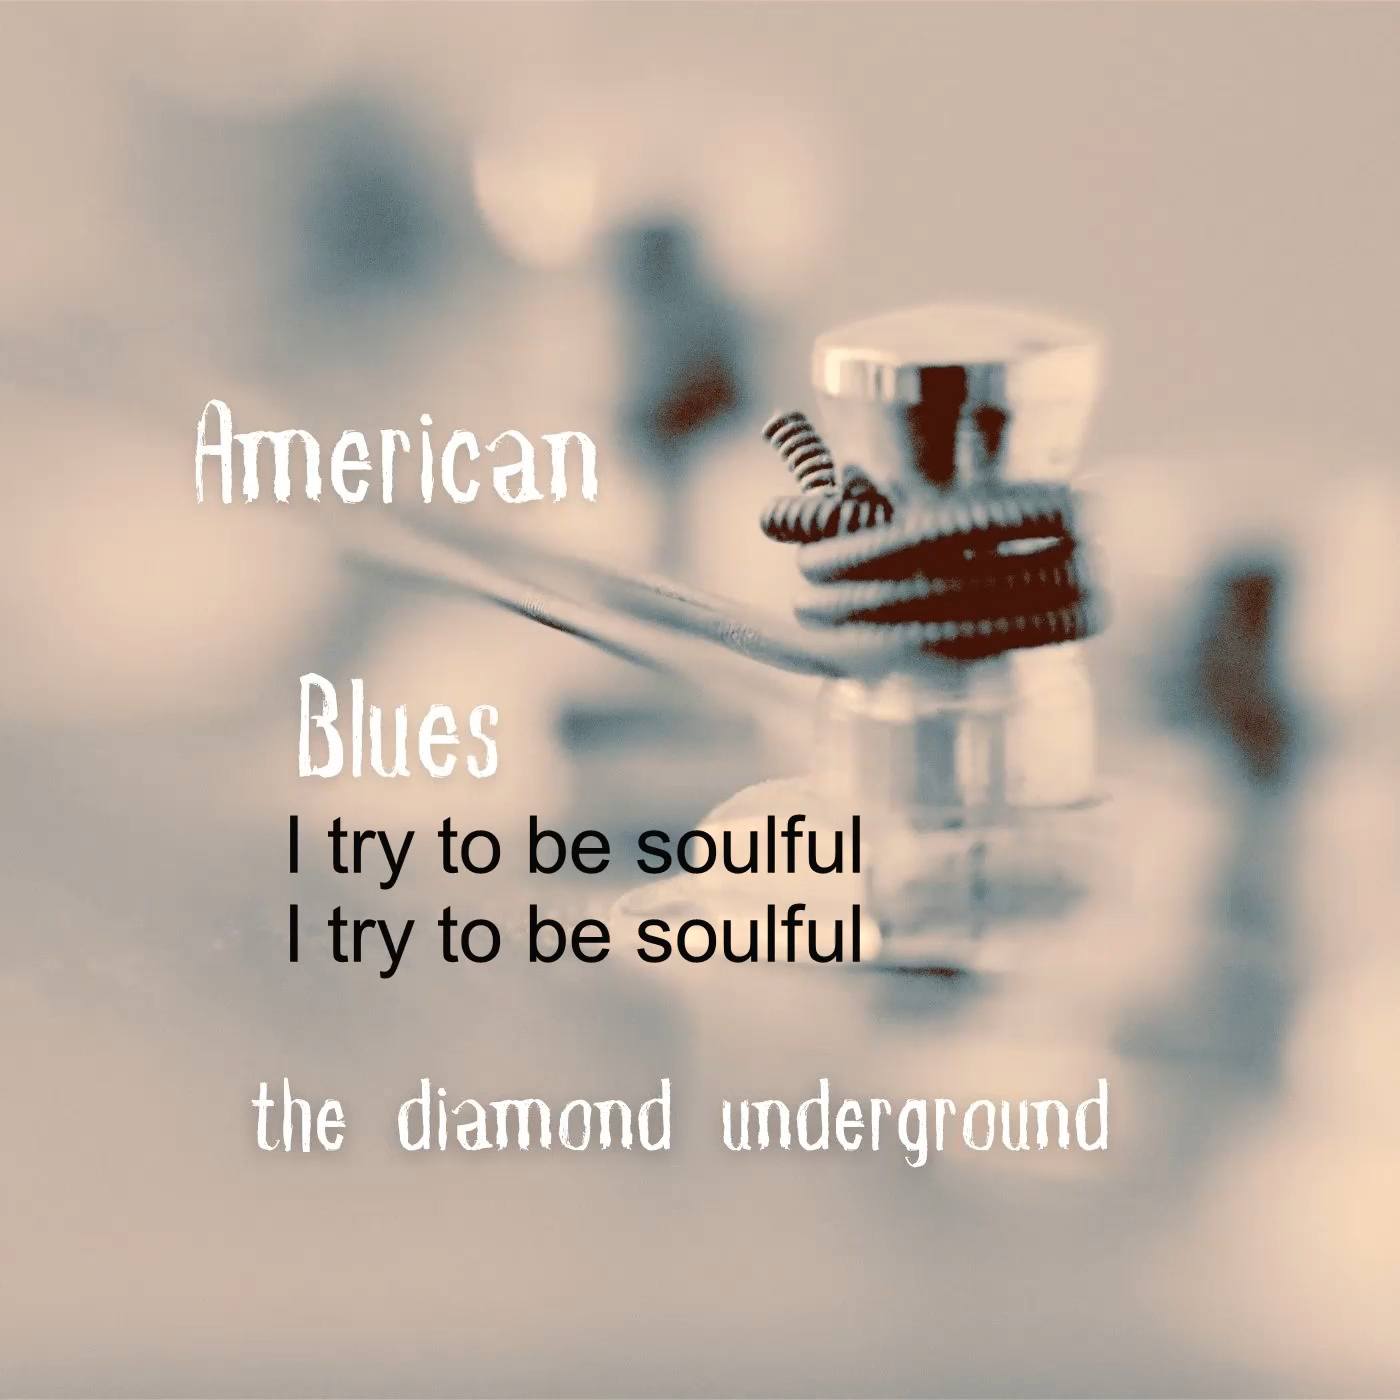 American
Blues
I try to be soulful
I try to be soulful
the diamond underground